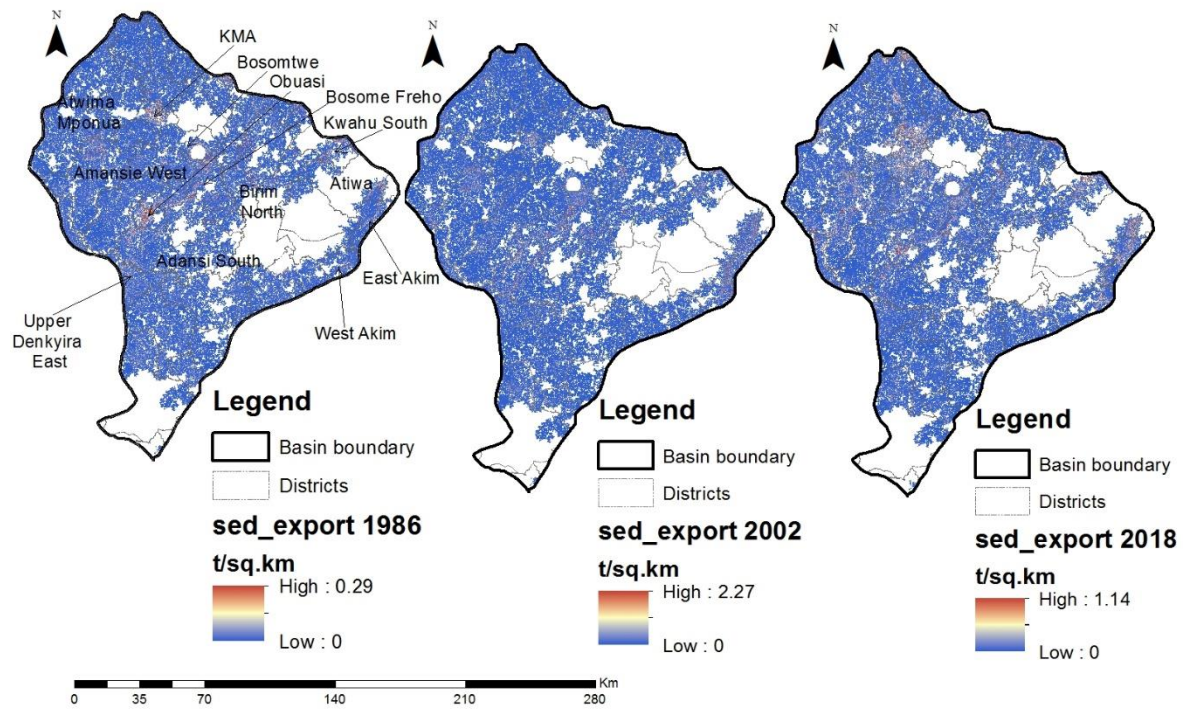 N
KMA
Bosomtwe
Obuasi
Bosome Freho
Kwahu South
Atwima
Mponua
Amansie West
Birim
North
Atiwa
Adansi South
East Akim
West Akim
Upper
Denkyira
East
Legend
Basin boundary
Districts
sed_export 1986
t/sq.km
High : 0.29
Low : 0
N
Legend
Basin boundary
Districts
sed_export 2002
t/sq.km
High : 2.27
Low : 0
N
Legend
Basin boundary
Districts
sed_export 2018
t/sq.km
High : 1.14
Low : 0
Km
0 35 70 140 210 280